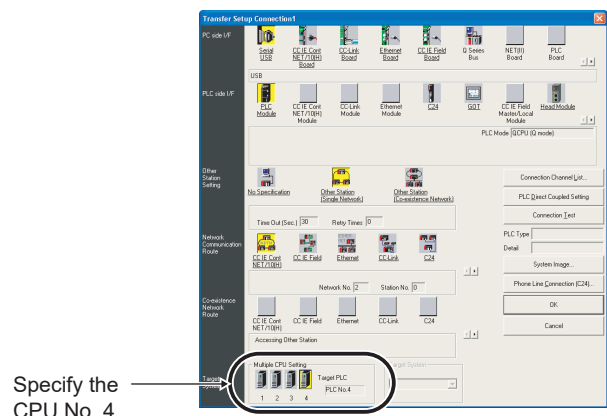 Transfer Setup Connection1
PC side I/F
Serial USB
CC IE Cont NET/10(H) Board
CC-Link Board
Ethernet Board
CC IE Field Board
Q Series Bus
NET(II) Board
PLC Board
USB
PLC side I/F
PLC Module
CC IE Cont NET/10(H) Module
CC-Link Module
Ethernet Module
C24
GOT
CC IE Field Master/Local Module
Head Module
PLC Mode QCPU (Q mode)
Other Station Setting
No Specification
Other Station (Single Network)
Other Station (Co-existence Network)
Time Out (Sec.) 30 Retry Times 0
Connection Channel List...
PLC Direct Coupled Setting
Connection Test
PLC Type
Detail
System Image...
Phone Line Connection (C24)...
OK
Cancel
Network Communication Route
CC IE Cont NET/10(H)
CC IE Field
Ethernet
CC-Link
C24
Network No. 2 Station No. 0
Co-existence Network Route
CC IE Cont NET/10(H)
CC IE Field
Ethernet
CC-Link
C24
Accessing Other Station
Target System
Multiple CPU Setting
1 2 3 4
Target PLC
PLC No.4
Target System
Specify the
CPU No. 4